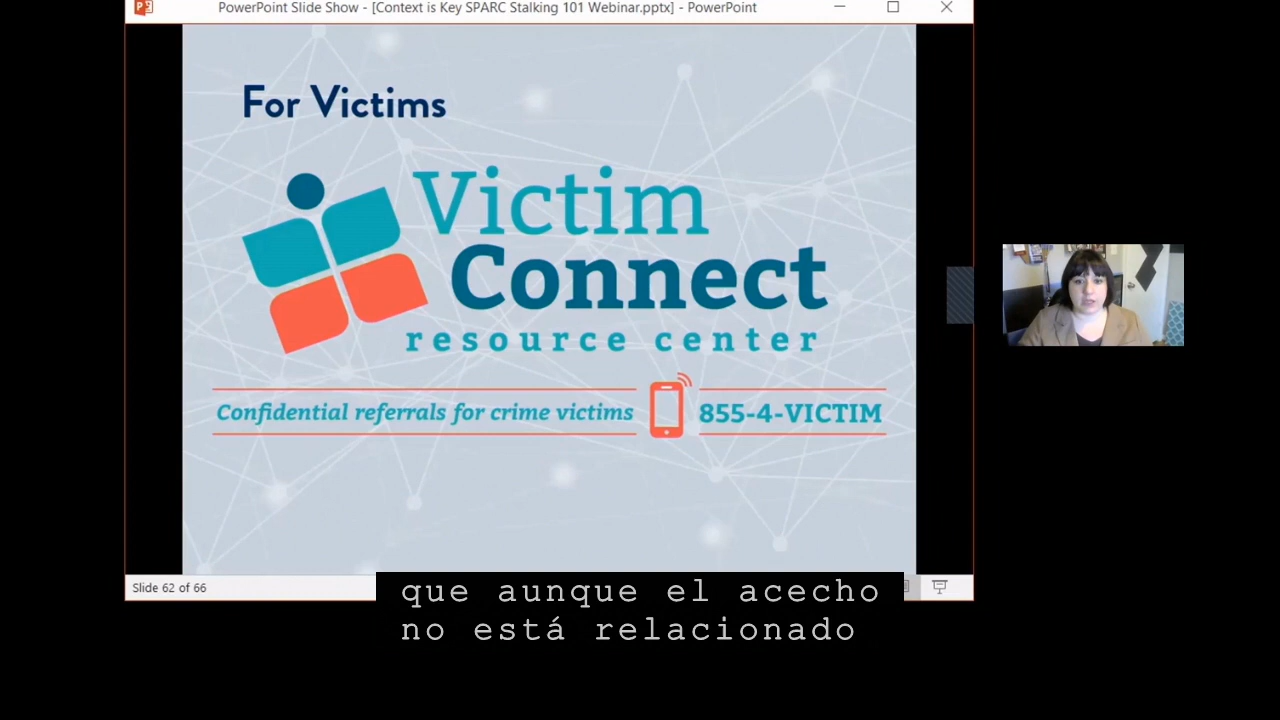 PowerPoint Slide Show - [Context is Key SPARC Stalking 101 Webinar.pptx] - PowerPoint
For Victims
Victim
Connect
resource center
Confidential referrals for crime victims
855-4-VICTIM
Slide 62 of 66
que aunque el acecho
no está relacionado